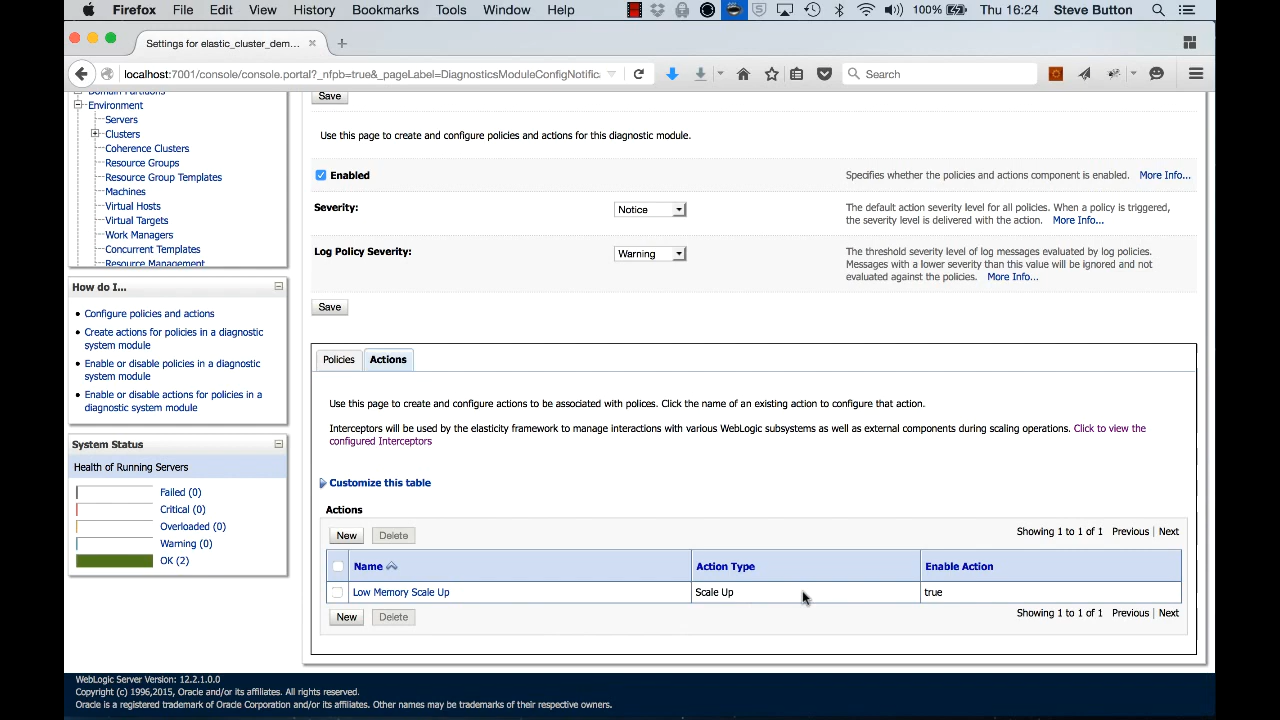 Firefox File Edit View History Bookmarks Tools Window Help 100% Thu 16:24 Steve Button
Settings for elastic_cluster_dem...
localhost:7001/console/console.portal?_nfpb=true&_pageLabel=DiagnosticsModuleConfigNotific
Search
Domain Partitions
Environment
Servers
Clusters
Coherence Clusters
Resource Groups
Resource Group Templates
Machines
Virtual Hosts
Virtual Targets
Work Managers
Concurrent Templates
Resource Management
How do I...
Configure policies and actions
Create actions for policies in a diagnostic
system module
Enable or disable policies in a diagnostic
system module
Enable or disable actions for policies in a
diagnostic system module
System Status
Health of Running Servers
Failed (0)
Critical (0)
Overloaded (0)
Warning (0)
OK (2)
Save
Use this page to create and configure policies and actions for this diagnostic module.
Enabled
Specifies whether the policies and actions component is enabled. More Info...
Severity:
Notice
The default action severity level for all policies. When a policy is triggered,
the severity level is delivered with the action. More Info...
Log Policy Severity:
Warning
The threshold severity level of log messages evaluated by log policies.
Messages with a lower severity than this value will be ignored and not
evaluated against the policies. More Info...
Save
Policies Actions
Use this page to create and configure actions to be associated with polices. Click the name of an existing action to configure that action.
Interceptors will be used by the elasticity framework to manage interactions with various WebLogic subsystems as well as external components during scaling operations. Click to view the
configured Interceptors
Customize this table
Actions
New Delete Showing 1 to 1 of 1 Previous | Next
Name Action Type Enable Action
Low Memory Scale Up Scale Up true
New Delete Showing 1 to 1 of 1 Previous | Next
WebLogic Server Version: 12.2.1.0.0
Copyright (c) 1996,2015, Oracle and/or its affiliates. All rights reserved.
Oracle is a registered trademark of Oracle Corporation and/or its affiliates. Other names may be trademarks of their respective owners.